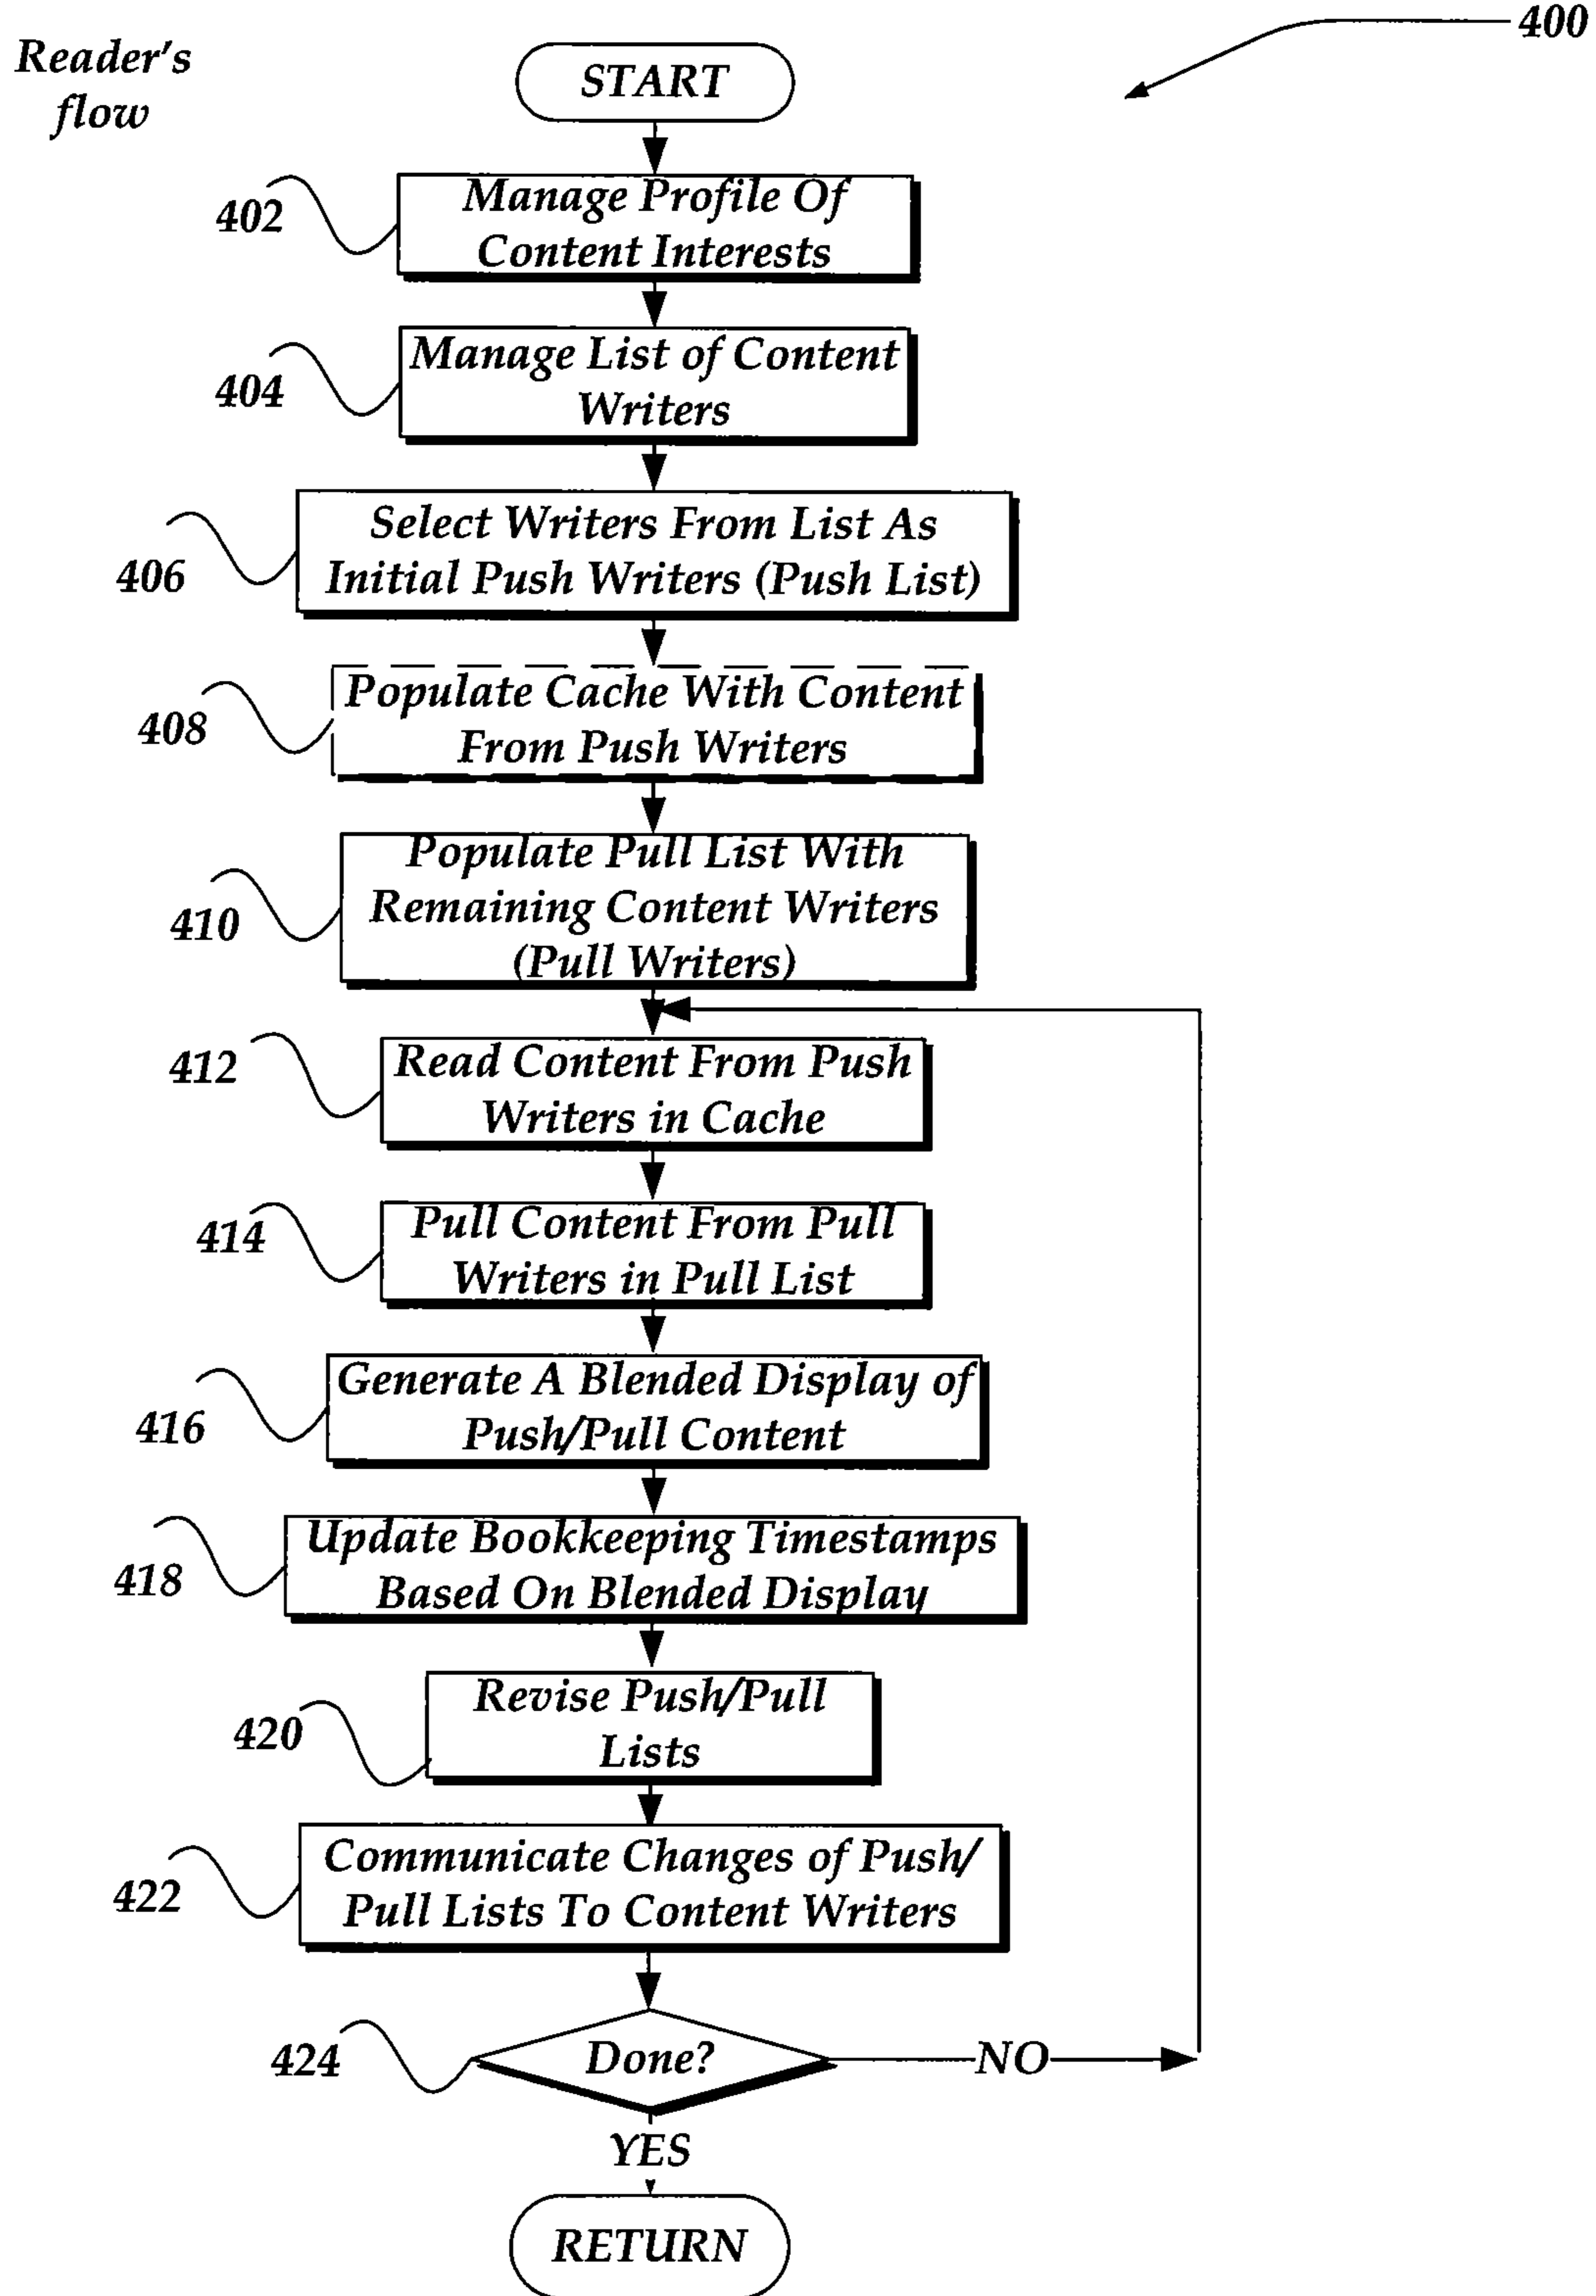 400
Reader's
flow
START
402
Manage Profile Of
Content Interests
404
Manage List of Content
Writers
406
Select Writers From List As
Initial Push Writers (Push List)
408
Populate Cache With Content
From Push Writers
410
Populate Pull List With
Remaining Content Writers
(Pull Writers)
412
Read Content From Push
Writers in Cache
414
Pull Content From Pull
Writers in Pull List
416
Generate A Blended Display of
Push/Pull Content
418
Update Bookkeeping Timestamps
Based On Blended Display
420
Revise Push/Pull
Lists
422
Communicate Changes of Push/
Pull Lists To Content Writers
424
Done?
NO
YES
RETURN